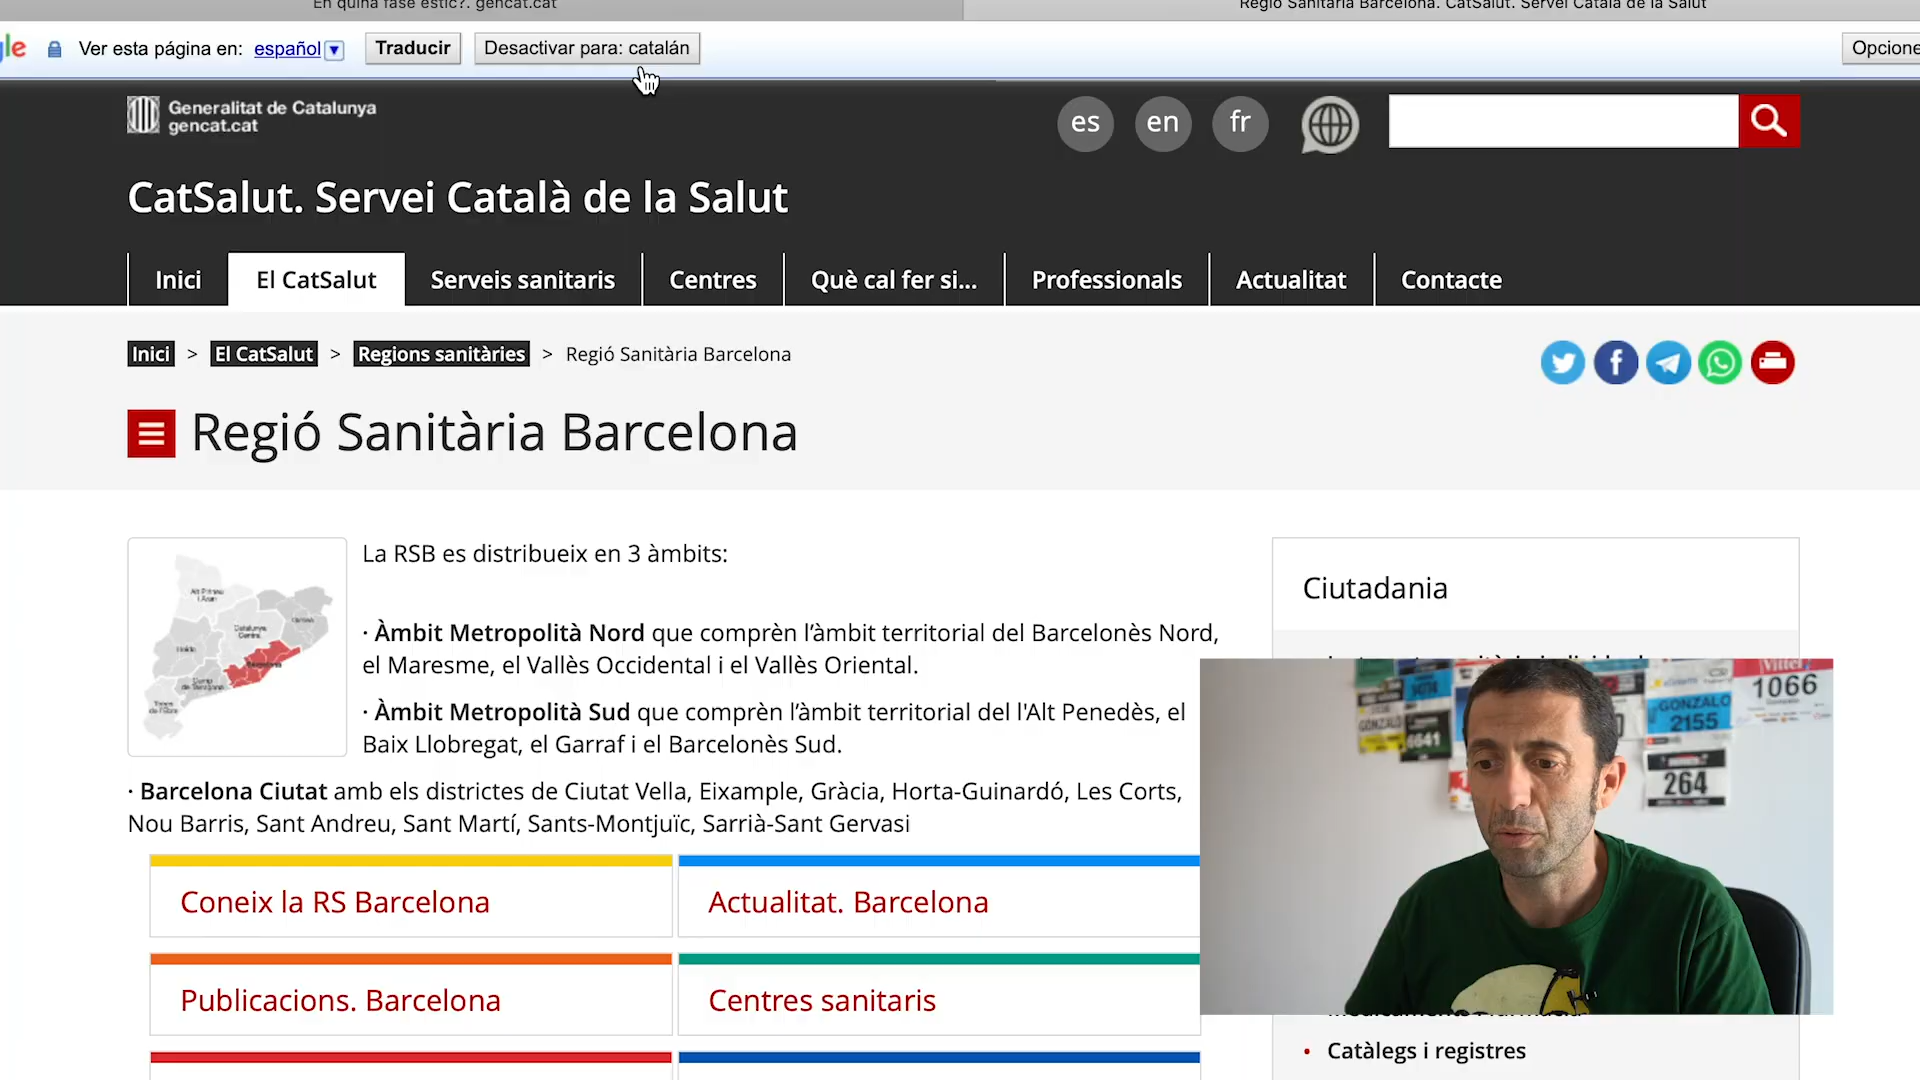 En quina fase estic?. gencat.cat
Regió Sanitària Barcelona. CatSalut. Servei Català de la Salut
Ver esta página en: español
Traducir
Desactivar para: catalán
Generalitat de Catalunya
gencat.cat
es
en
fr
CatSalut. Servei Català de la Salut
Inici
El CatSalut
Serveis sanitaris
Centres
Què cal fer si...
Professionals
Actualitat
Contacte
Inici > El CatSalut > Regions sanitàries > Regió Sanitària Barcelona
Regió Sanitària Barcelona
La RSB es distribueix en 3 àmbits:
· Àmbit Metropolità Nord que comprèn l’àmbit territorial del Barcelonès Nord,
el Maresme, el Vallès Occidental i el Vallès Oriental.
· Àmbit Metropolità Sud que comprèn l’àmbit territorial del l'Alt Penedès, el
Baix Llobregat, el Garraf i el Barcelonès Sud.
· Barcelona Ciutat amb els districtes de Ciutat Vella, Eixample, Gràcia, Horta-Guinardó, Les Corts,
Nou Barris, Sant Andreu, Sant Martí, Sants-Montjuïc, Sarrià-Sant Gervasi
Coneix la RS Barcelona
Actualitat. Barcelona
Publicacions. Barcelona
Centres sanitaris
Ciutadania
Catàlegs i registres
Vittel
1066
GONZALO
2155
GONZALO
264